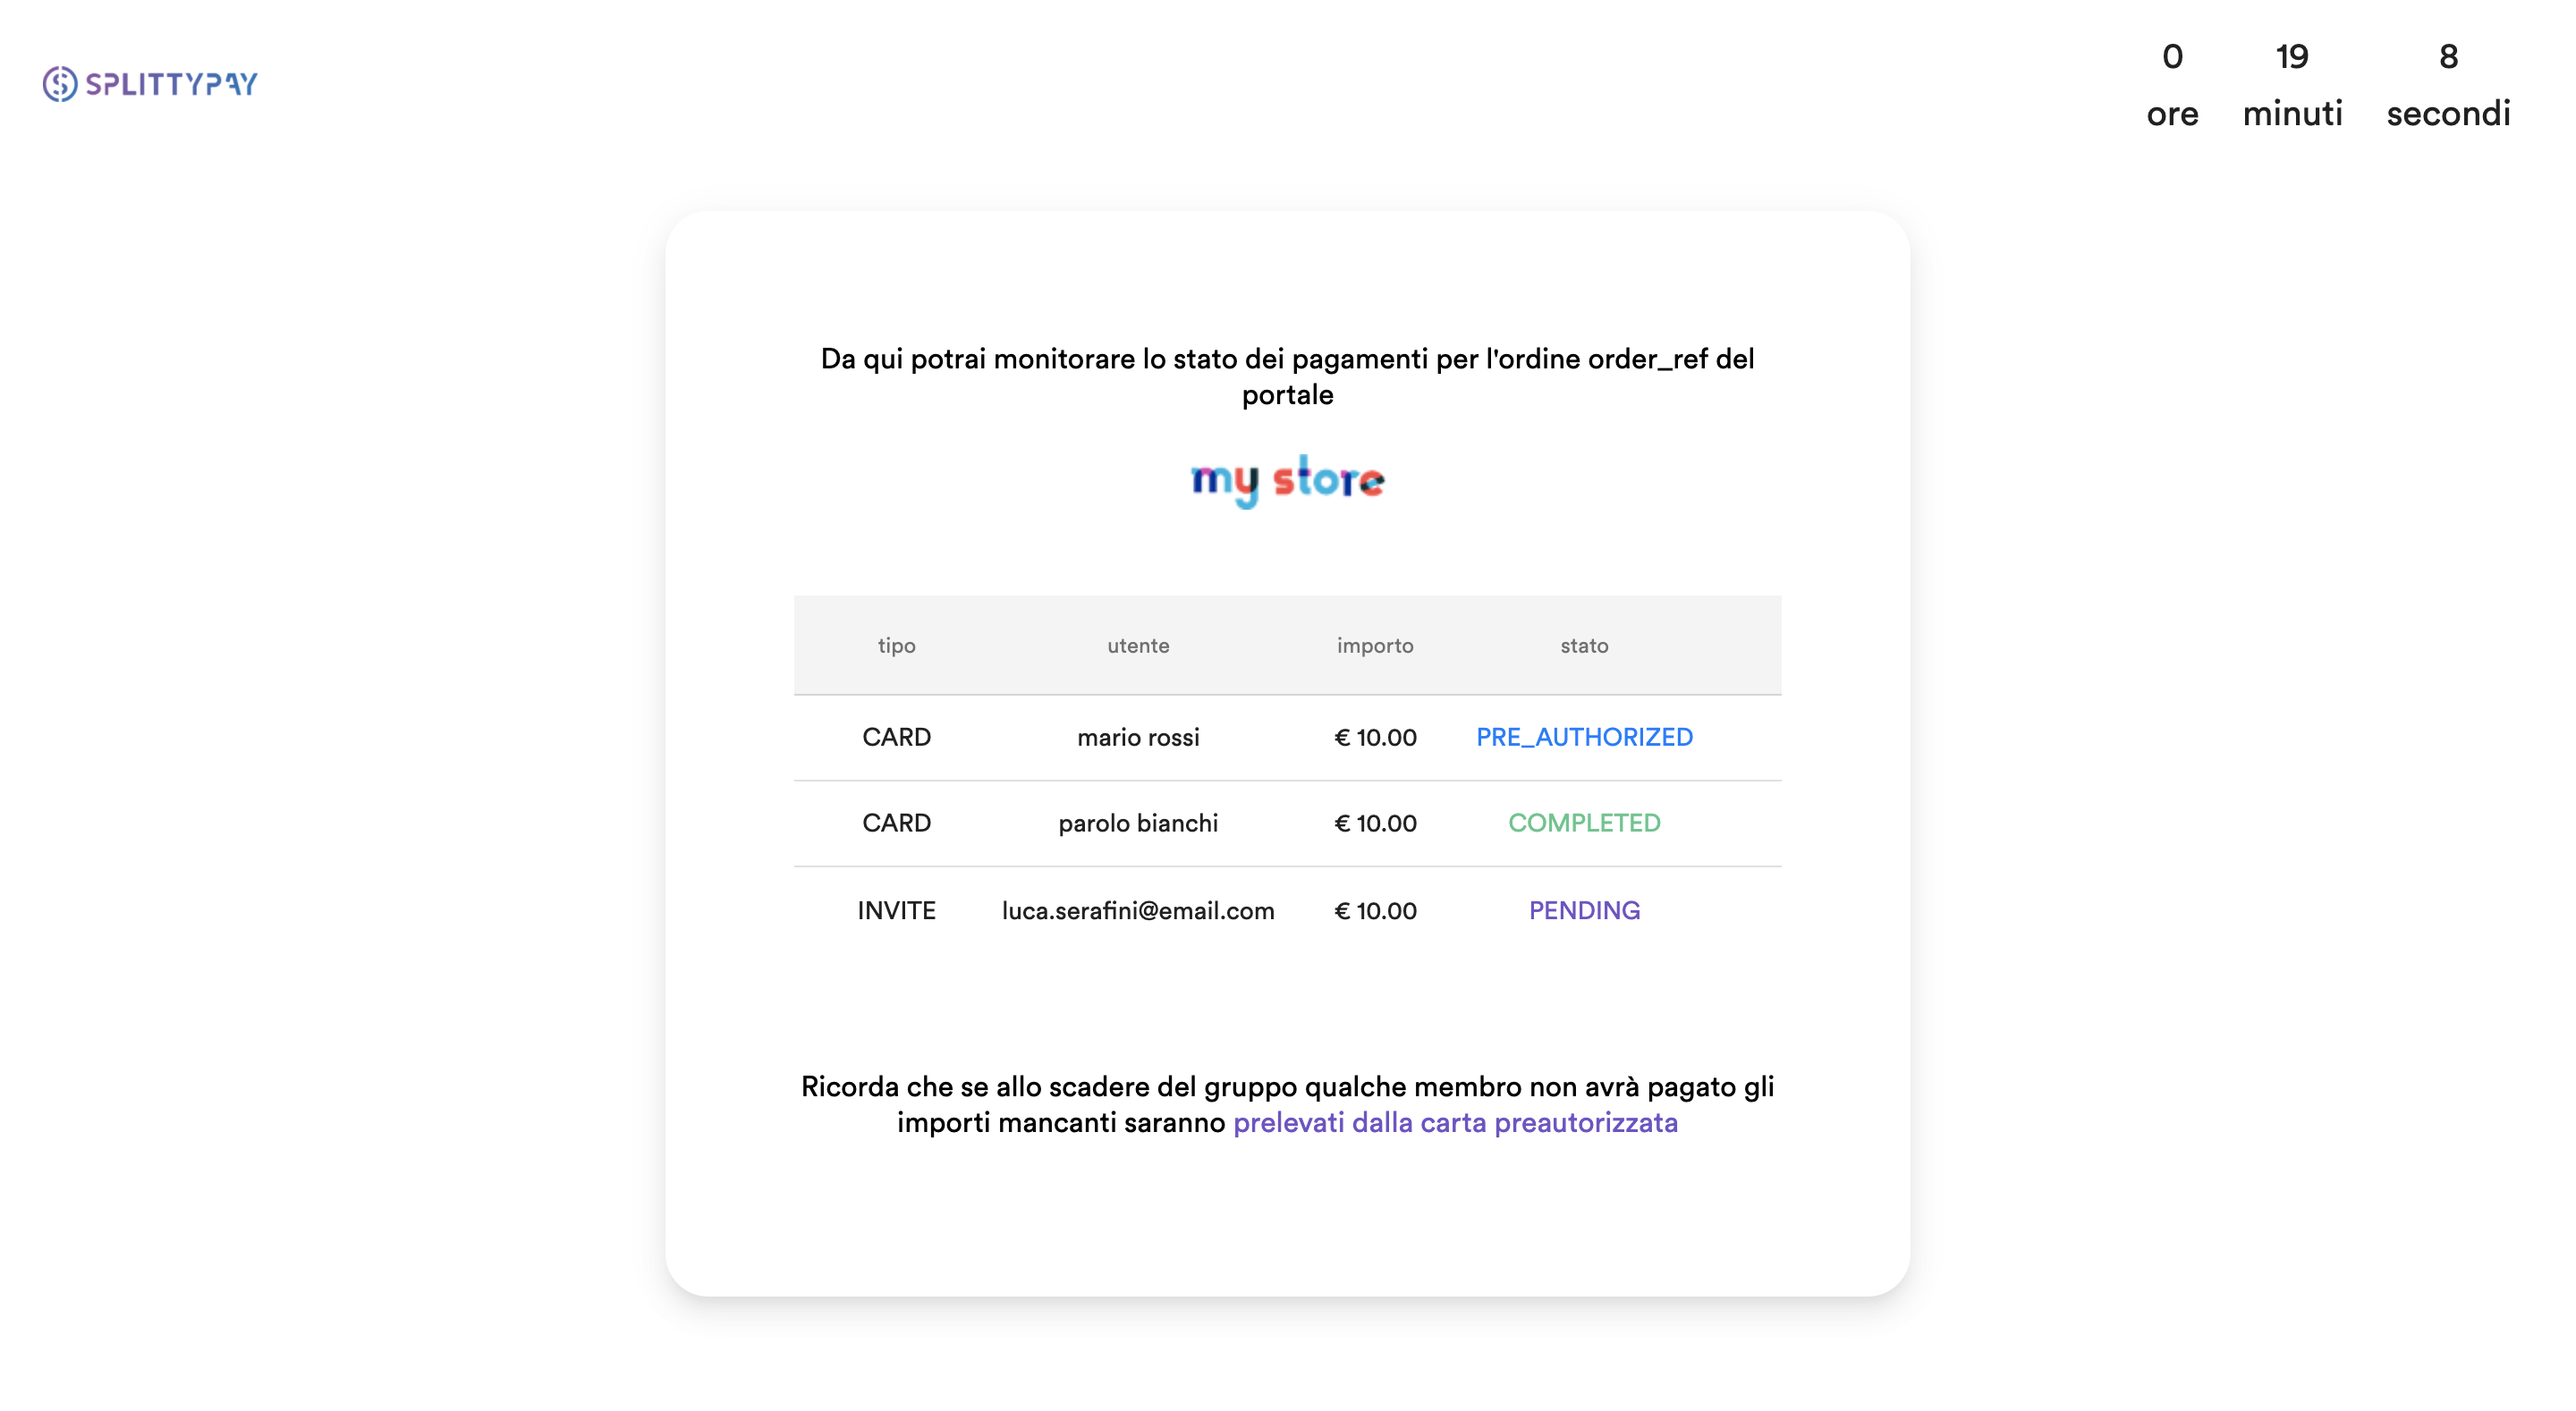 SPLITTYPAY
0 19 8
ore minuti secondi
Da qui potrai monitorare lo stato dei pagamenti per l'ordine order_ref del
portale
my store
tipo utente importo stato
CARD mario rossi € 10.00 PRE_AUTHORIZED
CARD parolo bianchi € 10.00 COMPLETED
INVITE luca.serafini@email.com € 10.00 PENDING
Ricorda che se allo scadere del gruppo qualche membro non avrà pagato gli
importi mancanti saranno prelevati dalla carta preautorizzata